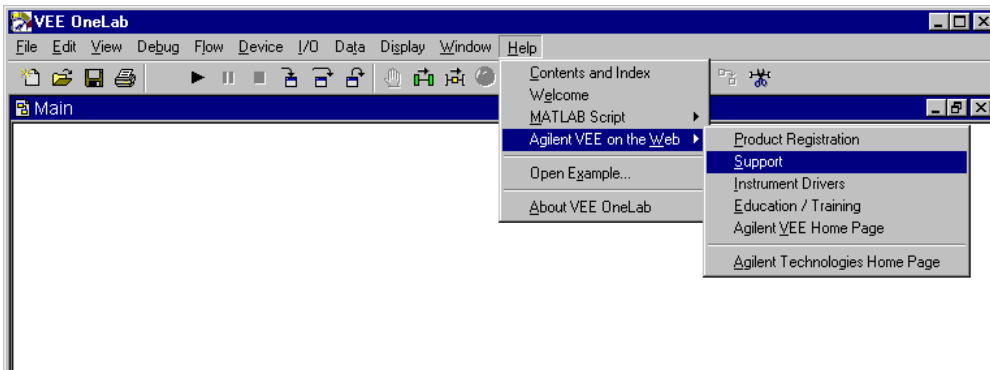 VEE OneLab
File Edit View Debug Flow Device I/O Data Display Window Help
Main
Contents and Index
Welcome
MATLAB Script
Agilent VEE on the Web
Open Example...
About VEE OneLab
Product Registration
Support
Instrument Drivers
Education / Training
Agilent VEE Home Page
Agilent Technologies Home Page